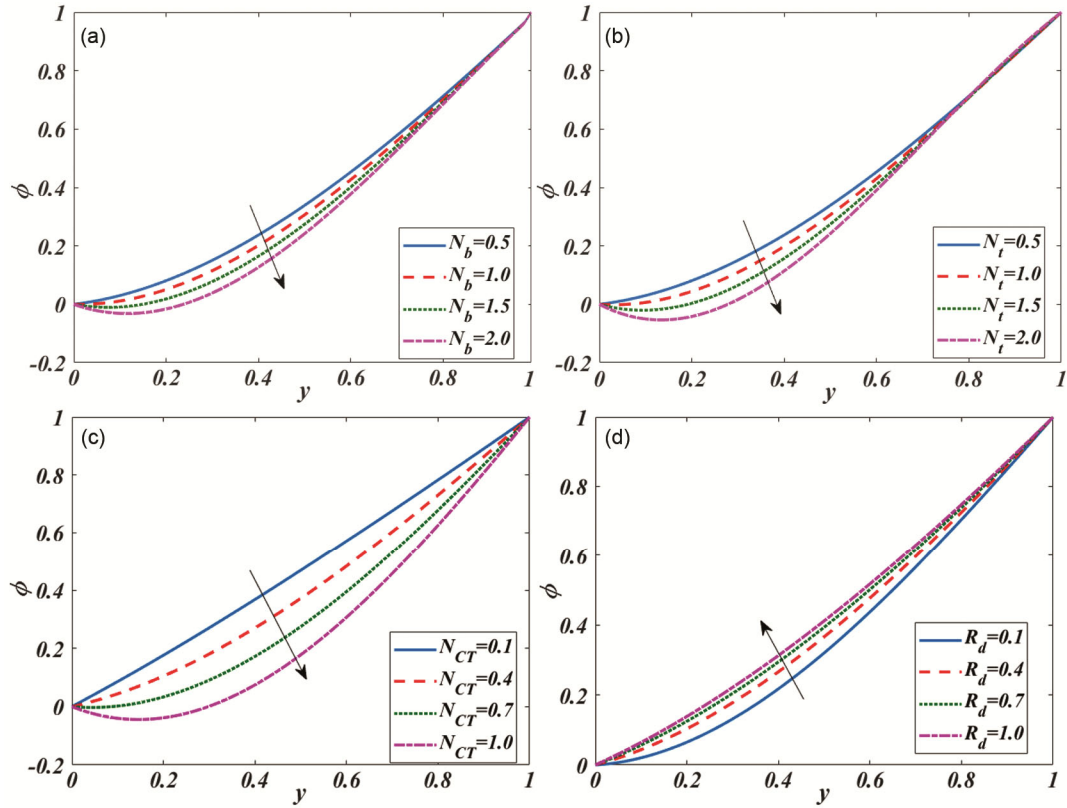 (a)
1
0.8
0.6
0.4
0.2
0
-0.2
ϕ
0 0.2 0.4 0.6 0.8 1
y
N_b=0.5
N_b=1.0
N_b=1.5
N_b=2.0
(b)
1
0.8
0.6
0.4
0.2
0
-0.2
ϕ
0 0.2 0.4 0.6 0.8 1
y
N_t=0.5
N_t=1.0
N_t=1.5
N_t=2.0
(c)
1
0.8
0.6
0.4
0.2
0
-0.2
ϕ
0 0.2 0.4 0.6 0.8 1
y
N_CT=0.1
N_CT=0.4
N_CT=0.7
N_CT=1.0
(d)
1
0.8
0.6
0.4
0.2
0
ϕ
0 0.2 0.4 0.6 0.8 1
y
R_d=0.1
R_d=0.4
R_d=0.7
R_d=1.0